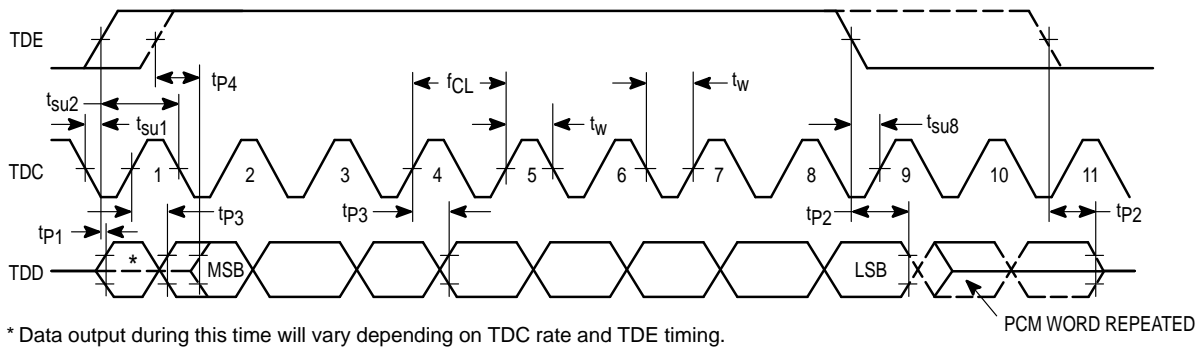 TDE
tP4
fCL
tw
tsu2
tsu1
tw
tsu8
TDC
1 2 3 4 5 6 7 8 9 10 11
tP3
tP3
tP2
tP2
tP1
TDD
*
MSB
LSB
PCM WORD REPEATED
* Data output during this time will vary depending on TDC rate and TDE timing.